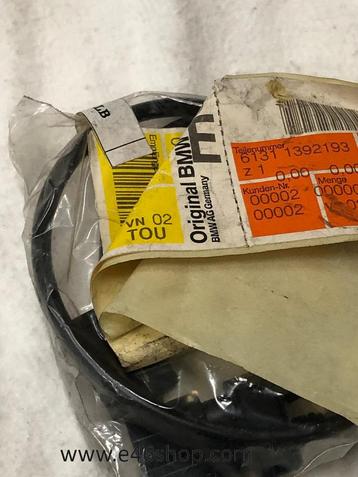 LB
VN 02
TOU
Original BMW
BMW AG Germany
E
Teilenummer
6131 1392193
Z 1 0.00
Kunden-Nr. Menge
00002
00002
www.e46shop.com